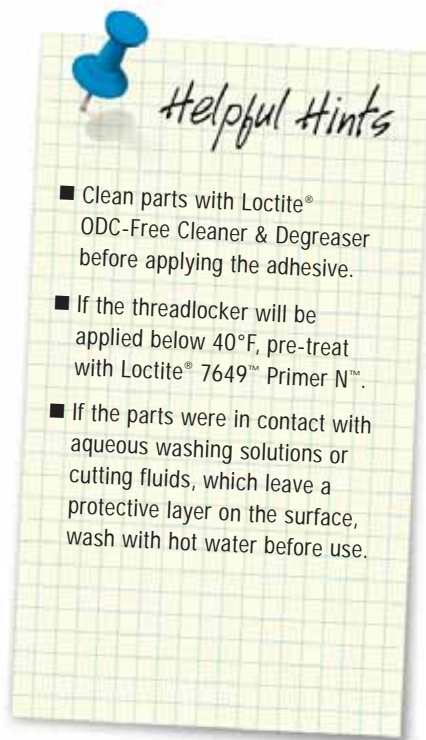 Helpful Hints
■ Clean parts with Loctite®
ODC-Free Cleaner & Degreaser
before applying the adhesive.
■ If the threadlocker will be
applied below 40°F, pre-treat
with Loctite® 7649™ Primer N™.
■ If the parts were in contact with
aqueous washing solutions or
cutting fluids, which leave a
protective layer on the surface,
wash with hot water before use.